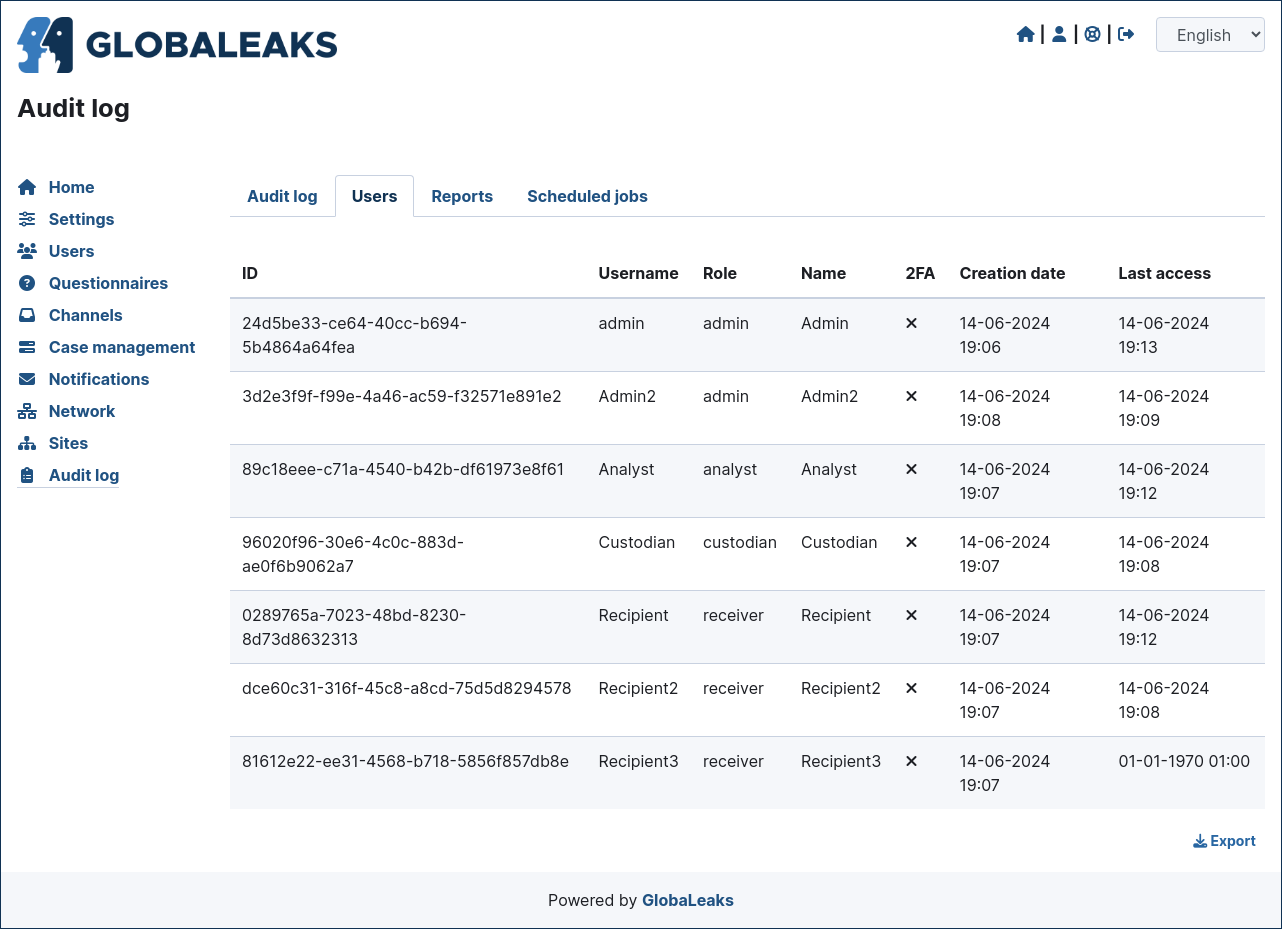 GLOBALEAKS
| | |
English
Audit log
Home
Settings
Users
Questionnaires
Channels
Case management
Notifications
Network
Sites
Audit log
Audit log Users Reports Scheduled jobs
ID Username Role Name 2FA Creation date Last access
24d5be33-ce64-40cc-b694- admin admin Admin 14-06-2024 14-06-2024
5b4864a64fea 19:06 19:13
3d2e3f9f-f99e-4a46-ac59-f32571e891e2 Admin2 admin Admin2 14-06-2024 14-06-2024
19:08 19:09
89c18eee-c71a-4540-b42b-df61973e8f61 Analyst analyst Analyst 14-06-2024 14-06-2024
19:07 19:12
96020f96-30e6-4c0c-883d- Custodian custodian Custodian 14-06-2024 14-06-2024
ae0f6b9062a7 19:07 19:08
0289765a-7023-48bd-8230- Recipient receiver Recipient 14-06-2024 14-06-2024
8d73d8632313 19:07 19:12
dce60c31-316f-45c8-a8cd-75d5d8294578 Recipient2 receiver Recipient2 14-06-2024 14-06-2024
19:07 19:08
81612e22-ee31-4568-b718-5856f857db8e Recipient3 receiver Recipient3 14-06-2024 01-01-1970 01:00
19:07
Export
Powered by GlobaLeaks